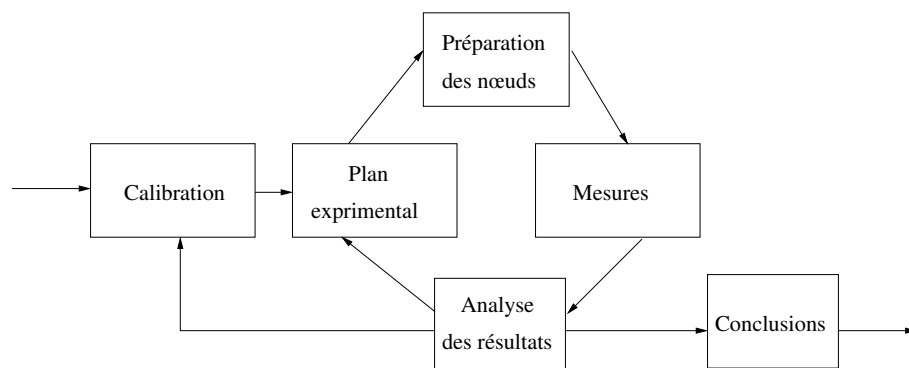 Préparation
des nœuds
Calibration
Plan
exprimental
Mesures
Analyse
des résultats
Conclusions